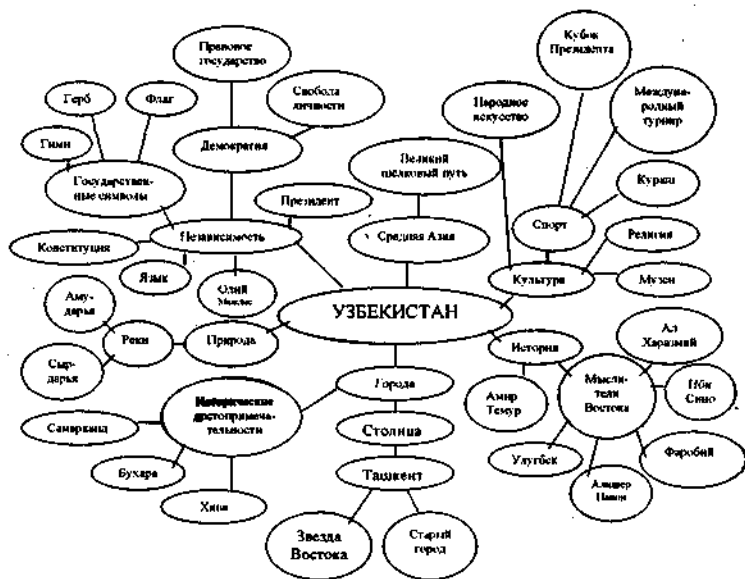 Правовое
государство
Кубок
Президента
Герб
Флаг
Свобода
личности
Народное
искусство
Междуна-
родный
турнир
Гимн
Демократия
Великий
шелковый путь
Государствен-
ные символы
Кураш
Президент
Спорт
Конституция
Независимость
Средняя Азия
Религия
Язык
Олий
Мажлис
Культура
Музеи
Аму-
дарья
УЗБЕКИСТАН
Реки
Природа
История
Ал
Харазмий
Сыр-
дарья
Города
Амир
Темур
Мысли-
тели
Востока
Ибн
Сино
Исторические
достопримеча-
тельности
Самарканд
Столица
Улугбек
Фаробий
Бухара
Ташкент
Алишер
Навои
Хива
Звезда
Востока
Старый
город